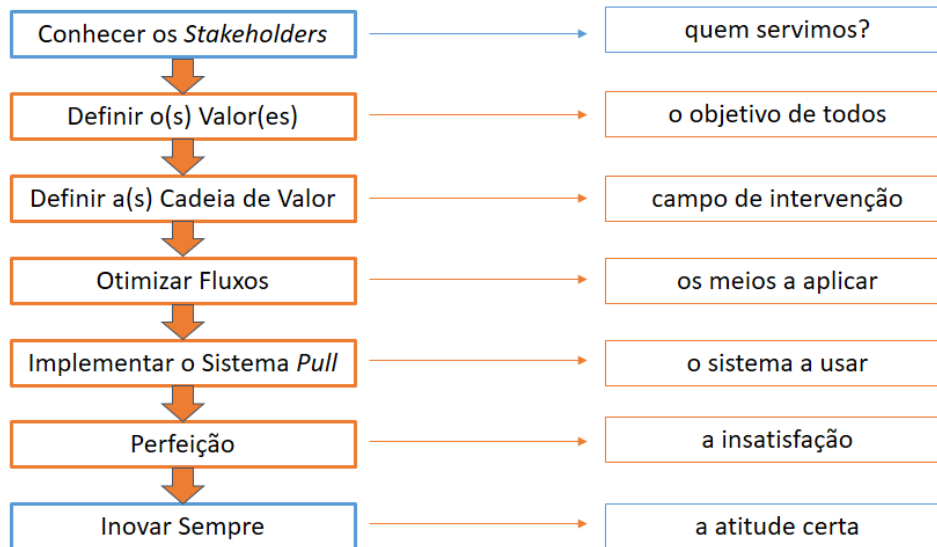 Conhecer os Stakeholders
quem servimos?
Definir o(s) Valor(es)
o objetivo de todos
Definir a(s) Cadeia de Valor
campo de intervenção
Otimizar Fluxos
os meios a aplicar
Implementar o Sistema Pull
o sistema a usar
Perfeição
a insatisfação
Inovar Sempre
a atitude certa